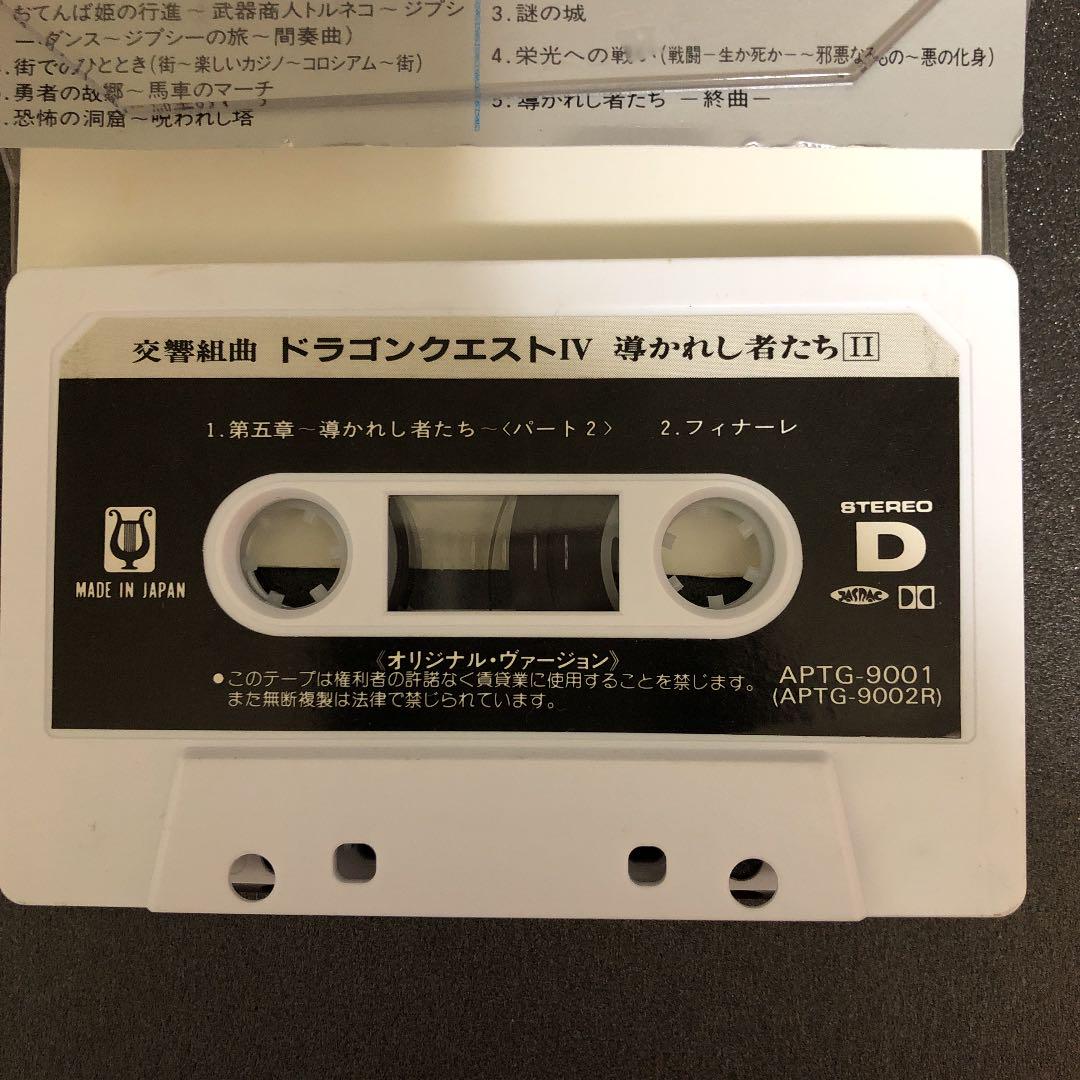 おてんば姫の行進～武器商人トルネコ～ジプシ
ー・ダンス～ジプシーの旅～間奏曲)
街でのひととき(街～楽しいカジノ～コロシアム～街)
勇者の故郷～馬車のマーチ
恐怖の洞窟～呪われし塔
3.謎の城
4.栄光への戦い(戦闘－生か死か－～邪悪なるもの～悪の化身)
5.導かれし者たち －終曲－
交響組曲 ドラゴンクエストIV 導かれし者たち II
1.第五章～導かれし者たち～〈パート2〉 2.フィナーレ
MADE IN JAPAN
STEREO
D
JASRAC
《オリジナル・ヴァージョン》
●このテープは権利者の許諾なく賃貸業に使用することを禁じます。
また無断複製は法律で禁じられています。
APTG-9001
(APTG-9002R)